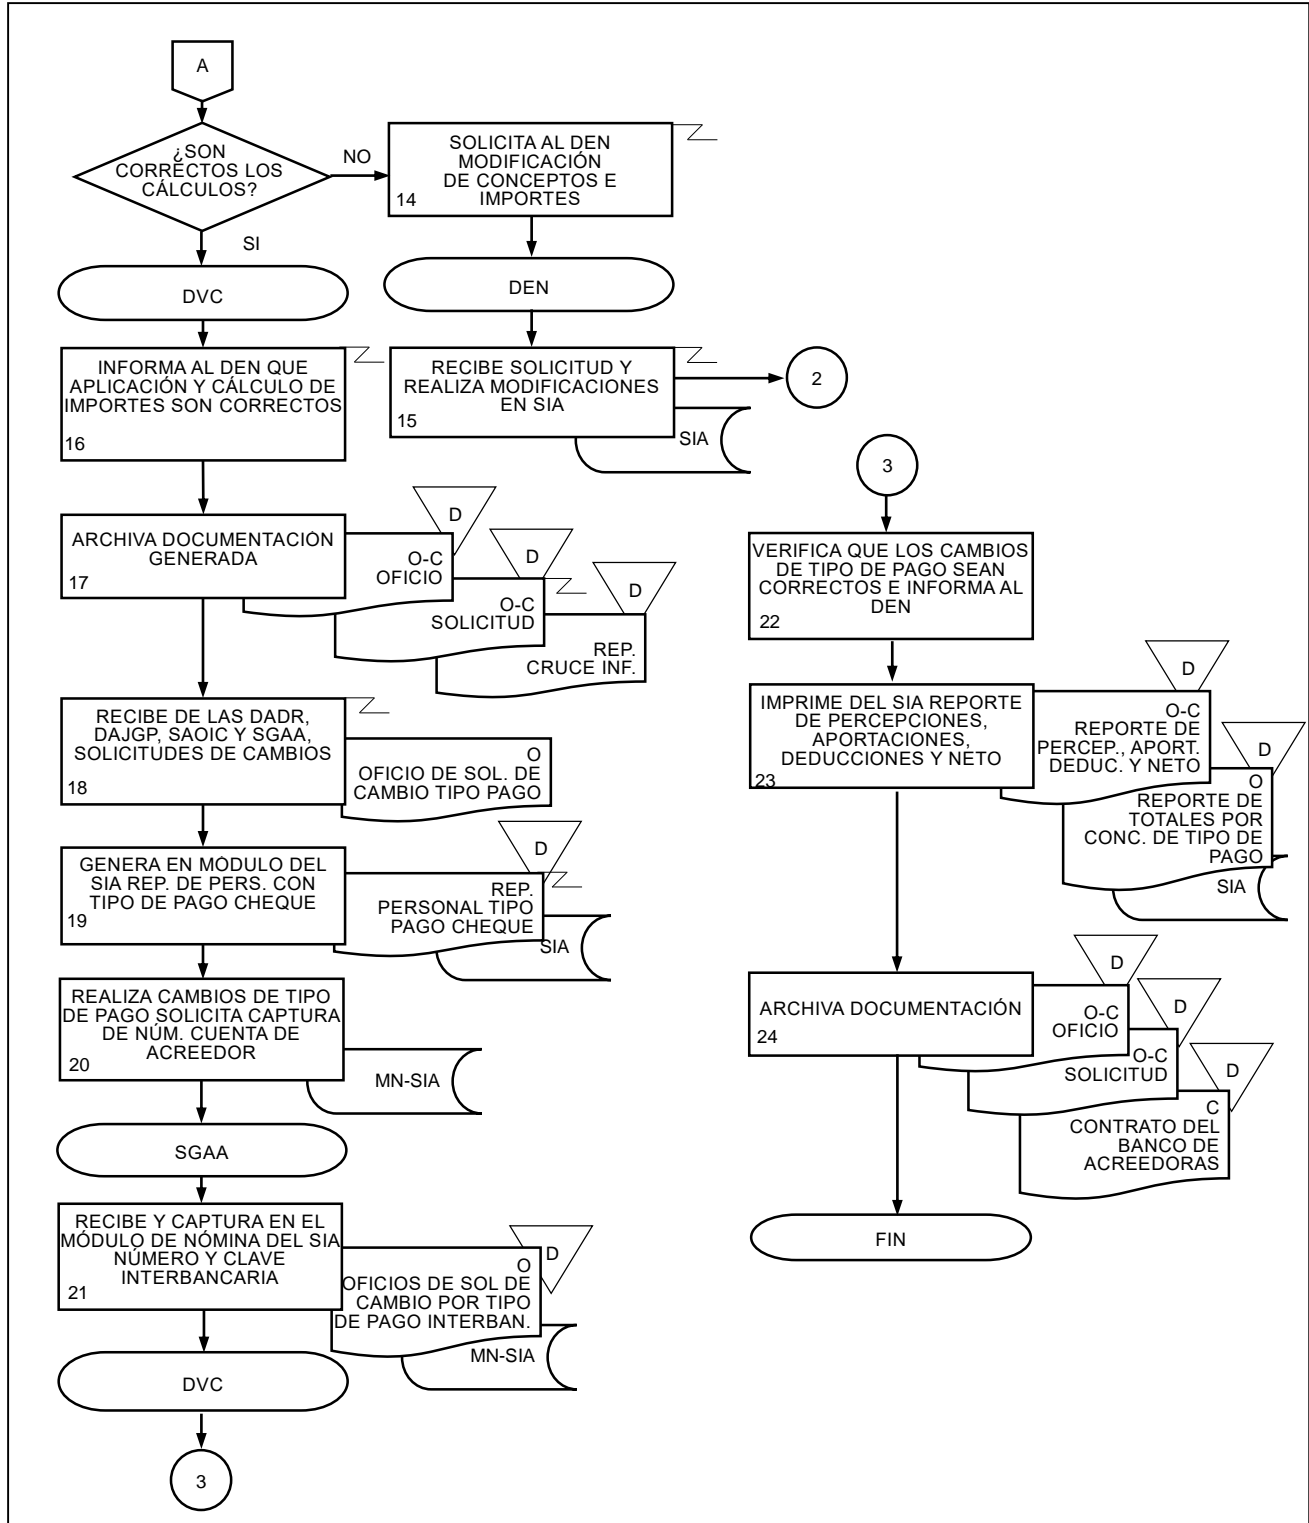 A
¿SON
CORRECTOS LOS
CÁLCULOS?
NO
SI
SOLICITA AL DEN
MODIFICACIÓN
DE CONCEPTOS E
IMPORTES
14
DVC
DEN
INFORMA AL DEN QUE
APLICACIÓN Y CÁLCULO DE
IMPORTES SON CORRECTOS
16
RECIBE SOLICITUD Y
REALIZA MODIFICACIONES
EN SIA
15
SIA
2
ARCHIVA DOCUMENTACIÓN
GENERADA
17
D
O-C
OFICIO
D
O-C
SOLICITUD
D
REP.
CRUCE INF.
RECIBE DE LAS DADR,
DAJGP, SAOIC Y SGAA,
SOLICITUDES DE CAMBIOS
18
O
OFICIO DE SOL. DE
CAMBIO TIPO PAGO
GENERA EN MÓDULO DEL
SIA REP. DE PERS. CON
TIPO DE PAGO CHEQUE
19
D
REP.
PERSONAL TIPO
PAGO CHEQUE
SIA
REALIZA CAMBIOS DE TIPO
DE PAGO SOLICITA CAPTURA
DE NÚM. CUENTA DE
ACREEDOR
20
MN-SIA
SGAA
RECIBE Y CAPTURA EN EL
MÓDULO DE NÓMINA DEL SIA
NÚMERO Y CLAVE
INTERBANCARIA
21
D
O
OFICIOS DE SOL DE
CAMBIO POR TIPO
DE PAGO INTERBAN.
MN-SIA
DVC
3
3
VERIFICA QUE LOS CAMBIOS
DE TIPO DE PAGO SEAN
CORRECTOS E INFORMA AL
DEN
22
IMPRIME DEL SIA REPORTE
DE PERCEPCIONES,
APORTACIONES,
DEDUCCIONES Y NETO
23
D
O-C
REPORTE DE
PERCEP., APORT.
DEDUC. Y NETO
D
O
REPORTE DE
TOTALES POR
CONC. DE TIPO DE
PAGO
SIA
ARCHIVA DOCUMENTACIÓN
24
D
O-C
OFICIO
D
O-C
SOLICITUD
D
C
CONTRATO DEL
BANCO DE
ACREEDORAS
FIN